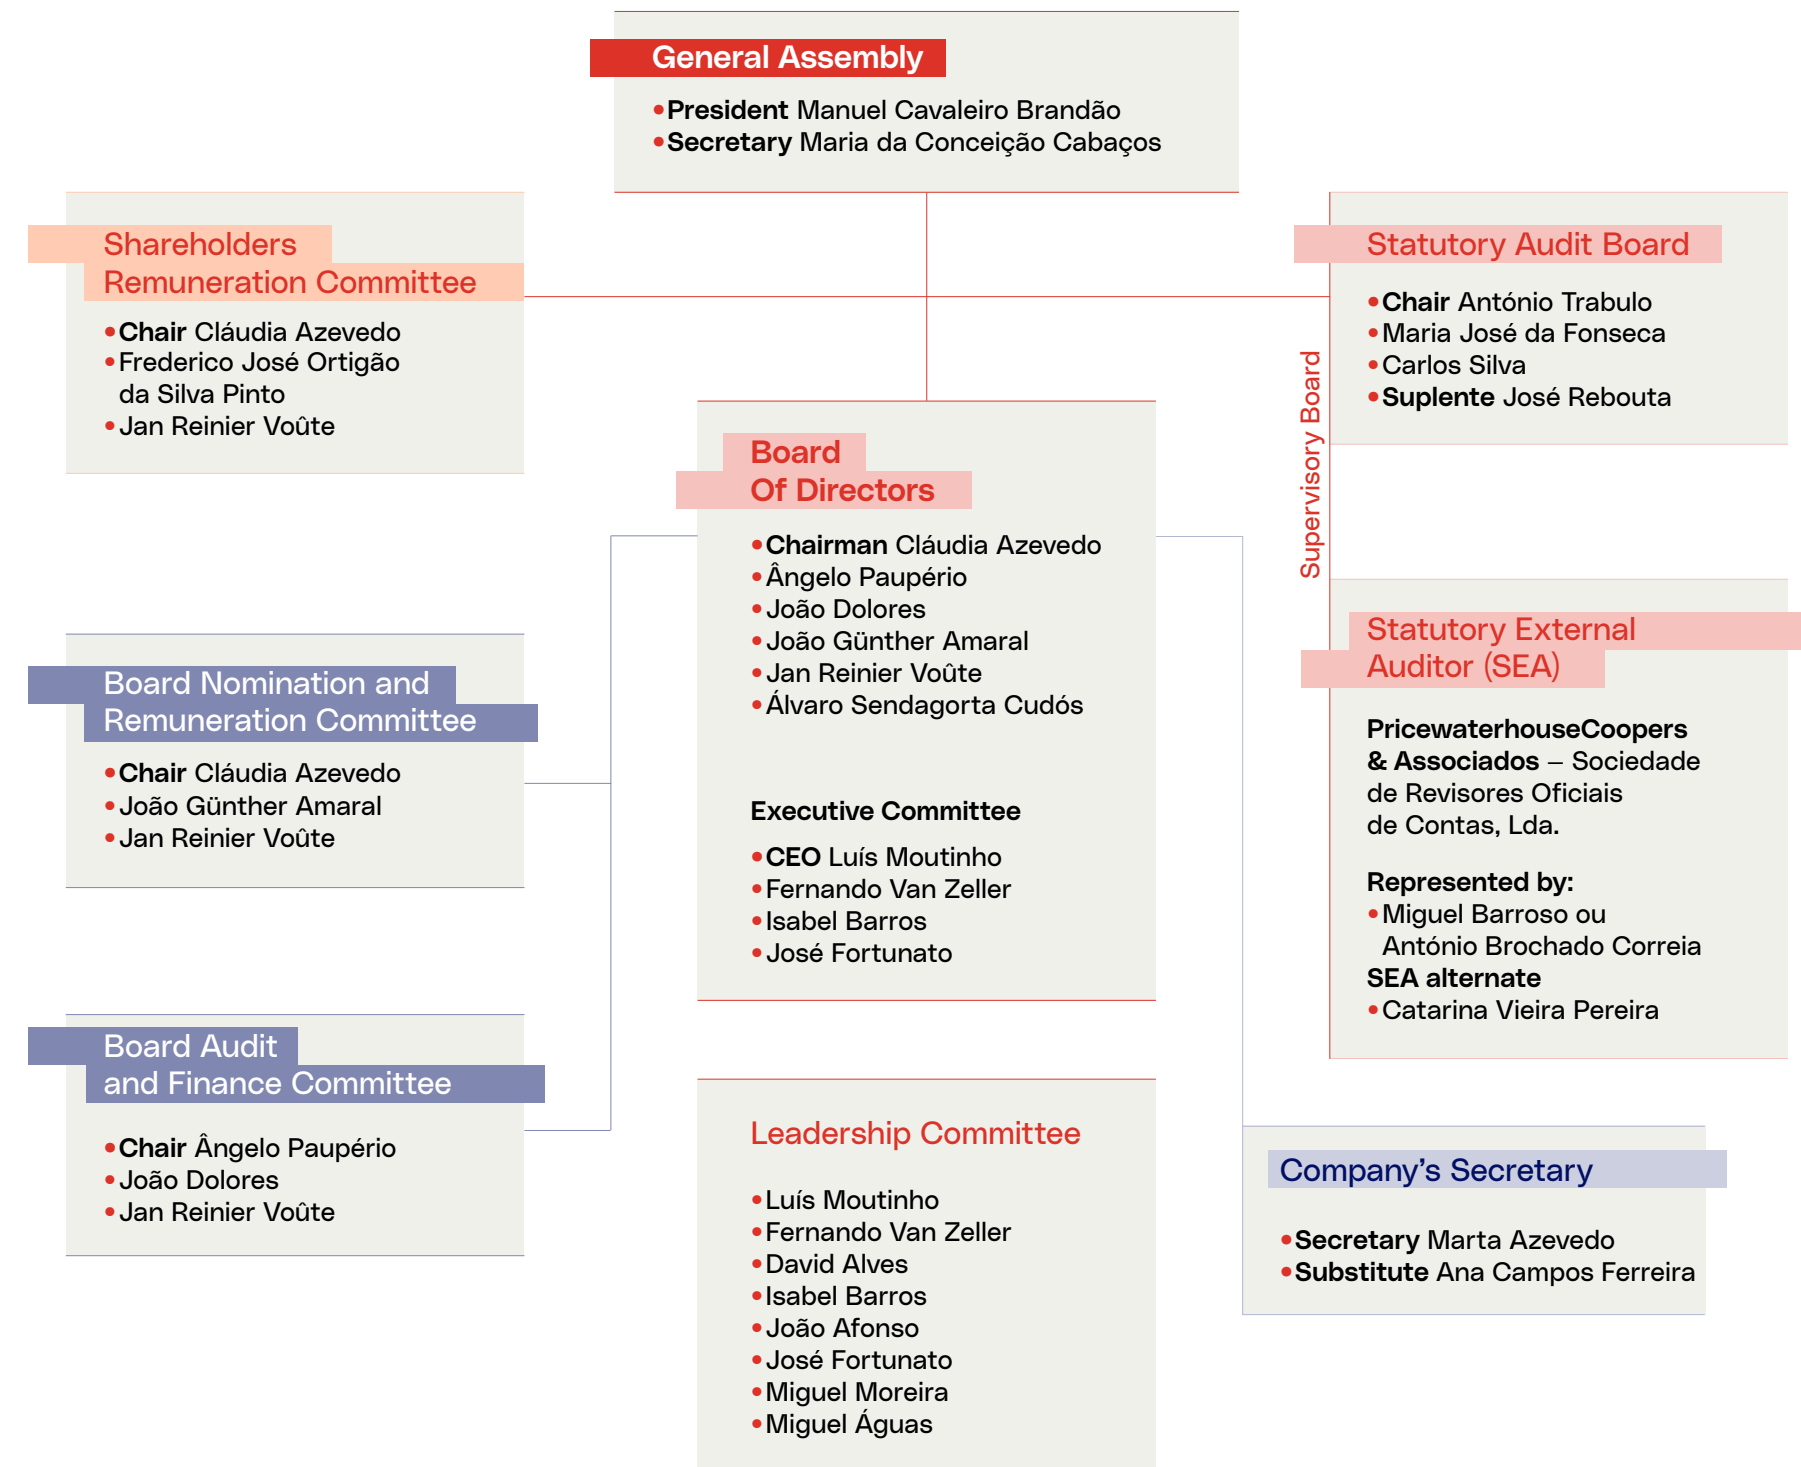 General Assembly
•President Manuel Cavaleiro Brandão
•Secretary Maria da Conceição Cabaços
Shareholders
Remuneration Committee
•Chair Cláudia Azevedo
•Frederico José Ortigão
da Silva Pinto
•Jan Reinier Voûte
Statutory Audit Board
•Chair António Trabulo
•Maria José da Fonseca
•Carlos Silva
•Suplente José Rebouta
Supervisory Board
Board
Of Directors
•Chairman Cláudia Azevedo
•Ângelo Paupério
•João Dolores
•João Günther Amaral
•Jan Reinier Voûte
•Álvaro Sendagorta Cudós
Executive Committee
•CEO Luís Moutinho
•Fernando Van Zeller
•Isabel Barros
•José Fortunato
Board Nomination and
Remuneration Committee
•Chair Cláudia Azevedo
•João Günther Amaral
•Jan Reinier Voûte
Statutory External
Auditor (SEA)
PricewaterhouseCoopers
& Associados – Sociedade
de Revisores Oficiais
de Contas, Lda.
Represented by:
•Miguel Barroso ou
António Brochado Correia
SEA alternate
•Catarina Vieira Pereira
Board Audit
and Finance Committee
•Chair Ângelo Paupério
•João Dolores
•Jan Reinier Voûte
Leadership Committee
•Luís Moutinho
•Fernando Van Zeller
•David Alves
•Isabel Barros
•João Afonso
•José Fortunato
•Miguel Moreira
•Miguel Águas
Company's Secretary
•Secretary Marta Azevedo
•Substitute Ana Campos Ferreira